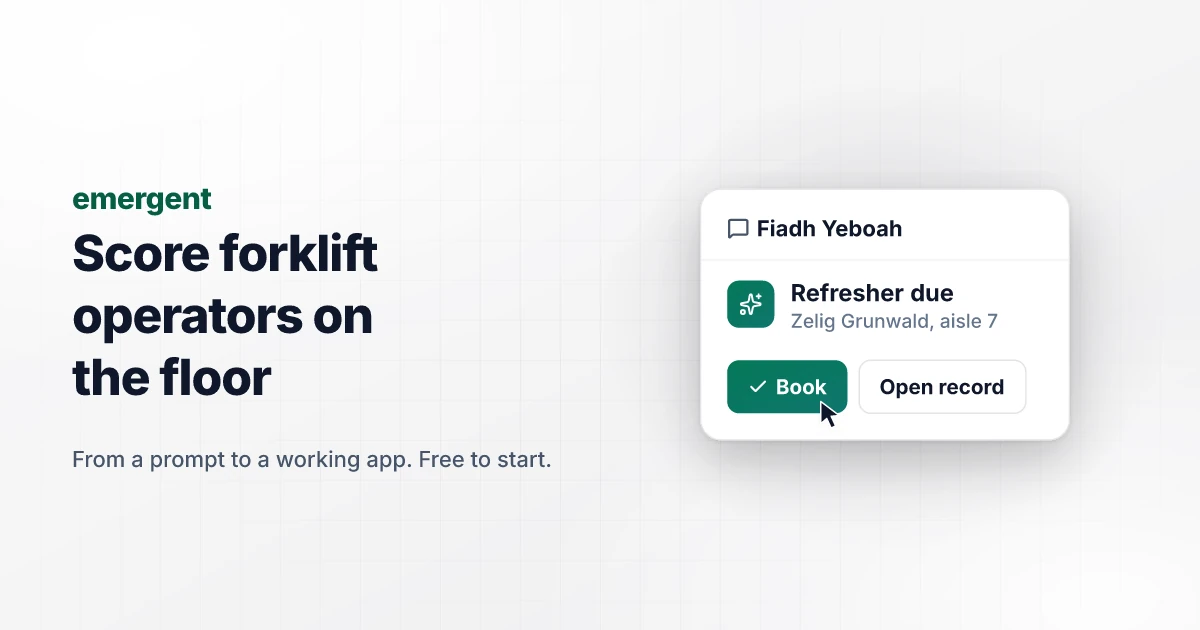 emergent
Score forklift
operators on
the floor
From a prompt to a working app. Free to start.
Fiadh Yeboah
Refresher due
Zelig Grunwald, aisle 7
Book
Open record